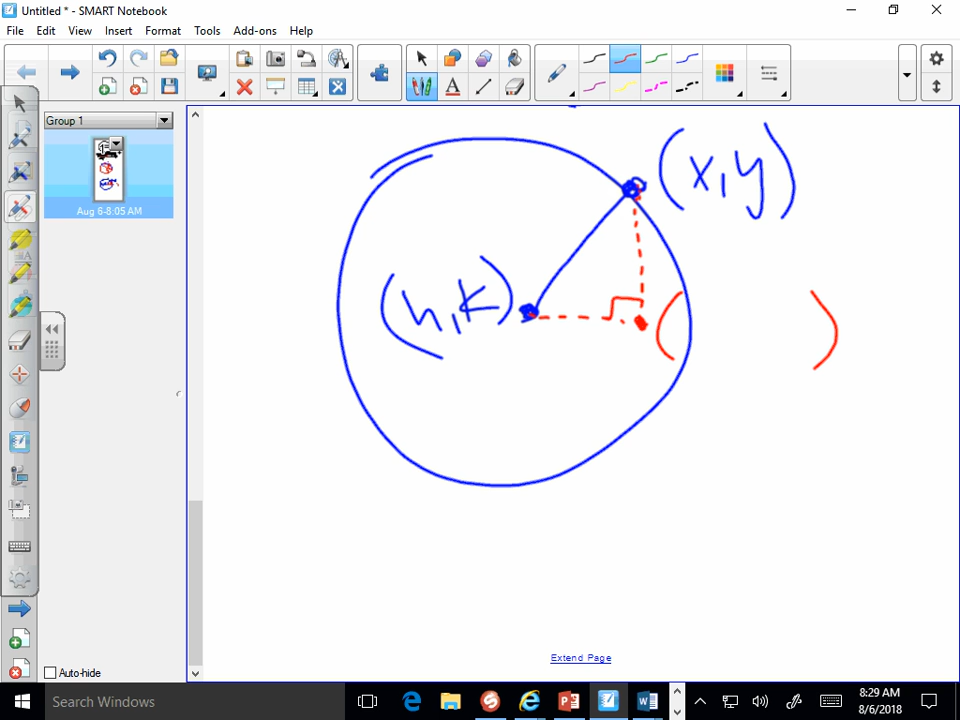 Untitled * - SMART Notebook
File Edit View Insert Format Tools Add-ons Help
Group 1
Aug 6-8:05 AM
(x,y)
(h,k)
( )
Extend Page
Auto-hide
Search Windows
8:29 AM
8/6/2018